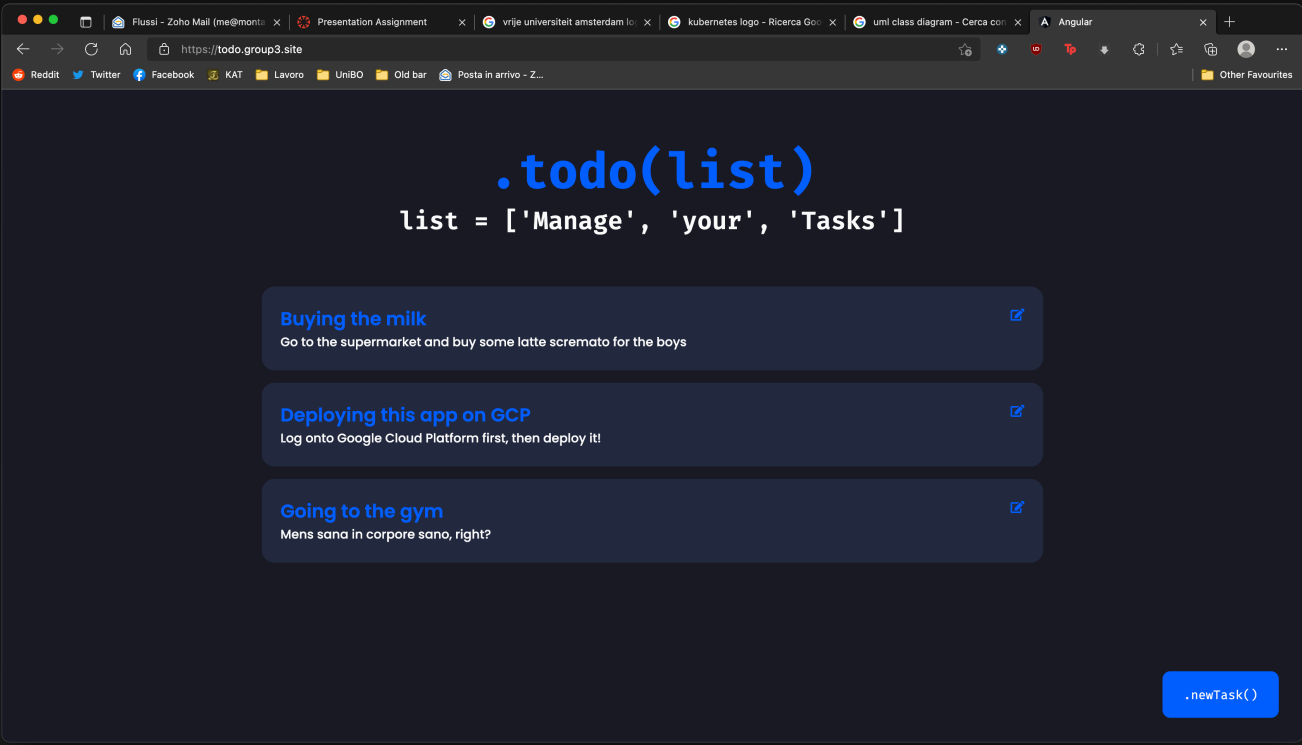 Flussi - Zoho Mail (me@monta
Presentation Assignment
vrije universiteit amsterdam lo
kubernetes logo - Ricerca Goo
uml class diagram - Cerca con
Angular
https://todo.group3.site
Reddit
Twitter
Facebook
KAT
Lavoro
UniBO
Old bar
Posta in arrivo - Z...
Other Favourites
.todo(list)
list = ['Manage', 'your', 'Tasks']
Buying the milk
Go to the supermarket and buy some latte scremato for the boys
Deploying this app on GCP
Log onto Google Cloud Platform first, then deploy it!
Going to the gym
Mens sana in corpore sano, right?
.newTask()